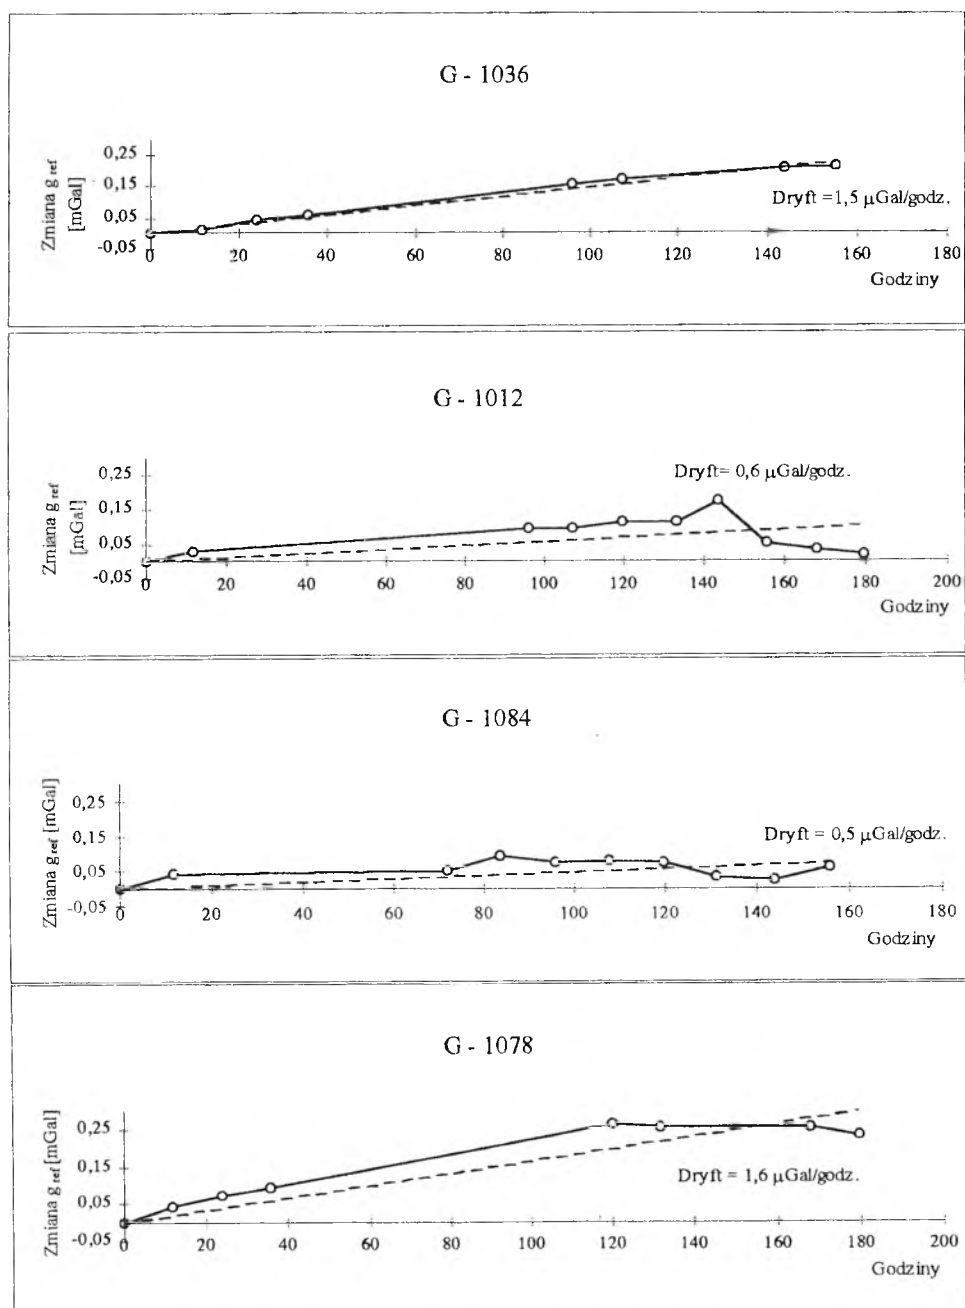 G - 1036
Zmiana g ref
[mGal]
0,25
0,15
0,05
-0,05
Dryft =1,5 µGal/godz.
0 20 40 60 80 100 120 140 160 180
Godziny
G - 1012
Zmiana g ref
[mGal]
0,25
0,15
0,05
-0,05
Dryft= 0,6 µGal/godz.
0 20 40 60 80 100 120 140 160 180 200
Godziny
G - 1084
Zmiana g ref [mGal]
0,25
0,15
0,05
-0,05
Dryft = 0,5 µGal/godz.
0 20 40 60 80 100 120 140 160 180
Godziny
G - 1078
Zmiana g ref [mGal]
0,25
0,15
0,05
-0,05
Dryft = 1,6 µGal/godz.
0 20 40 60 80 100 120 140 160 180 200
Godziny